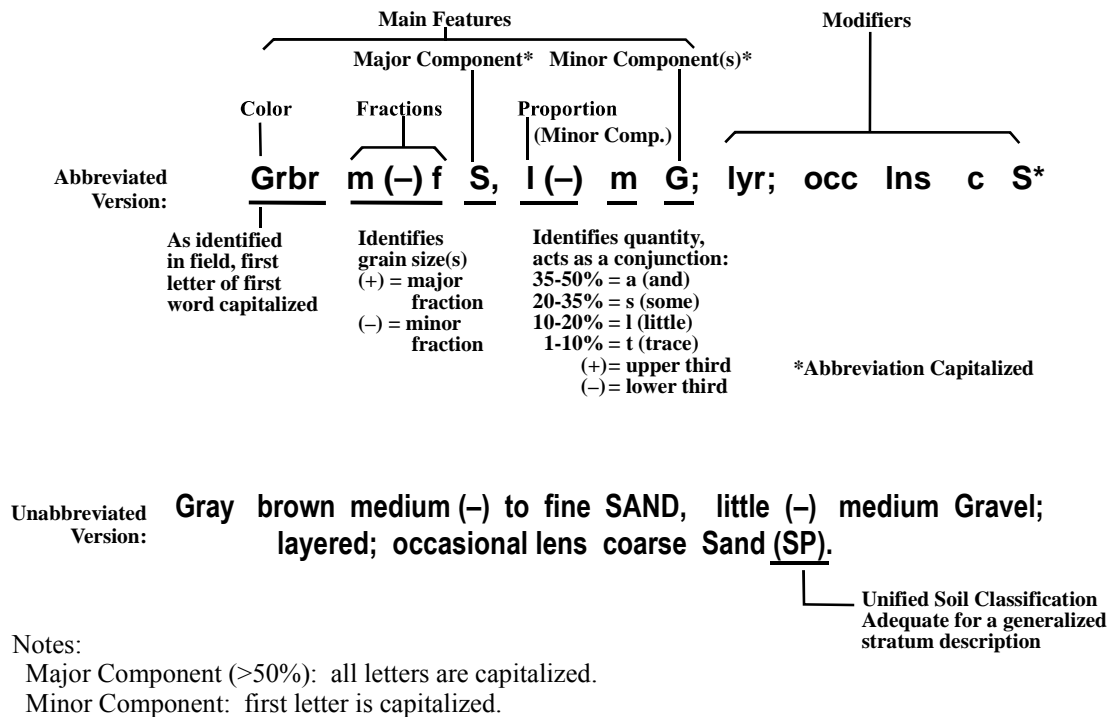 Main Features
Modifiers
Major Component*
Minor Component(s)*
Color
Fractions
Proportion
(Minor Comp.)
Abbreviated
Version:
Grbr m (–) f S, l (–) m G; lyr; occ lns c S*
As identified
in field, first
letter of first
word capitalized
Identifies
grain size(s)
(+) = major
fraction
(–) = minor
fraction
Identifies quantity,
acts as a conjunction:
35-50% = a (and)
20-35% = s (some)
10-20% = l (little)
1-10% = t (trace)
(+) = upper third
(–) = lower third
*Abbreviation Capitalized
Unabbreviated
Version:
Gray brown medium (–) to fine SAND, little (–) medium Gravel;
layered; occasional lens coarse Sand (SP).
Unified Soil Classification
Adequate for a generalized
stratum description
Notes:
Major Component (>50%): all letters are capitalized.
Minor Component: first letter is capitalized.